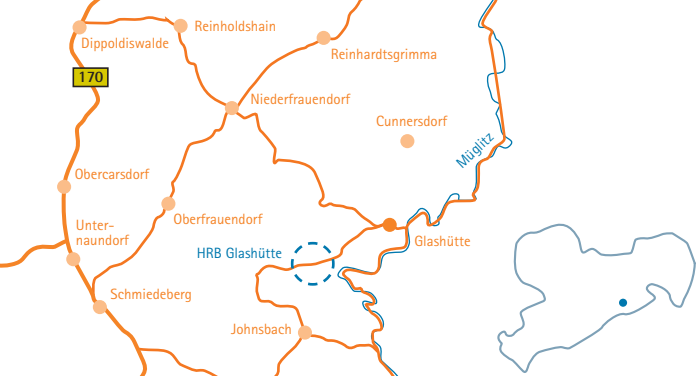 Reinholdshain
Dippoldiswalde
Reinhardtsgrimma
170
Niederfrauendorf
Cunnersdorf
Müglitz
Obercarsdorf
Oberfrauendorf
Unter-
naundorf
Glashütte
HRB Glashütte
Schmiedeberg
Johnsbach